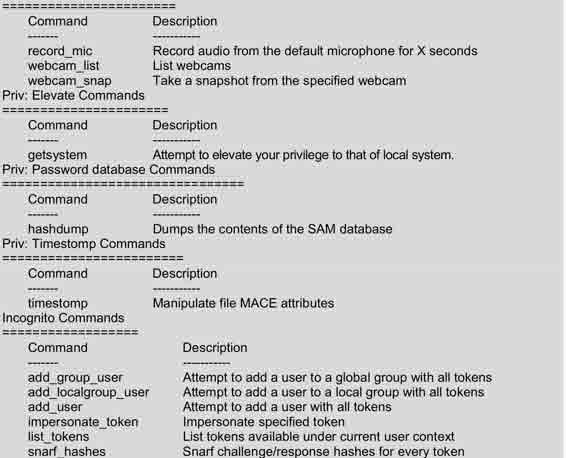 =======================
Command Description
------- -----------
record_mic Record audio from the default microphone for X seconds
webcam_list List webcams
webcam_snap Take a snapshot from the specified webcam
Priv: Elevate Commands
======================
Command Description
------- -----------
getsystem Attempt to elevate your privilege to that of local system.
Priv: Password database Commands
================================
Command Description
------- -----------
hashdump Dumps the contents of the SAM database
Priv: Timestomp Commands
========================
Command Description
------- -----------
timestomp Manipulate file MACE attributes
Incognito Commands
==================
Command Description
------- -----------
add_group_user Attempt to add a user to a global group with all tokens
add_localgroup_user Attempt to add a user to a local group with all tokens
add_user Attempt to add a user with all tokens
impersonate_token Impersonate specified token
list_tokens List tokens available under current user context
snarf_hashes Snarf challenge/response hashes for every token